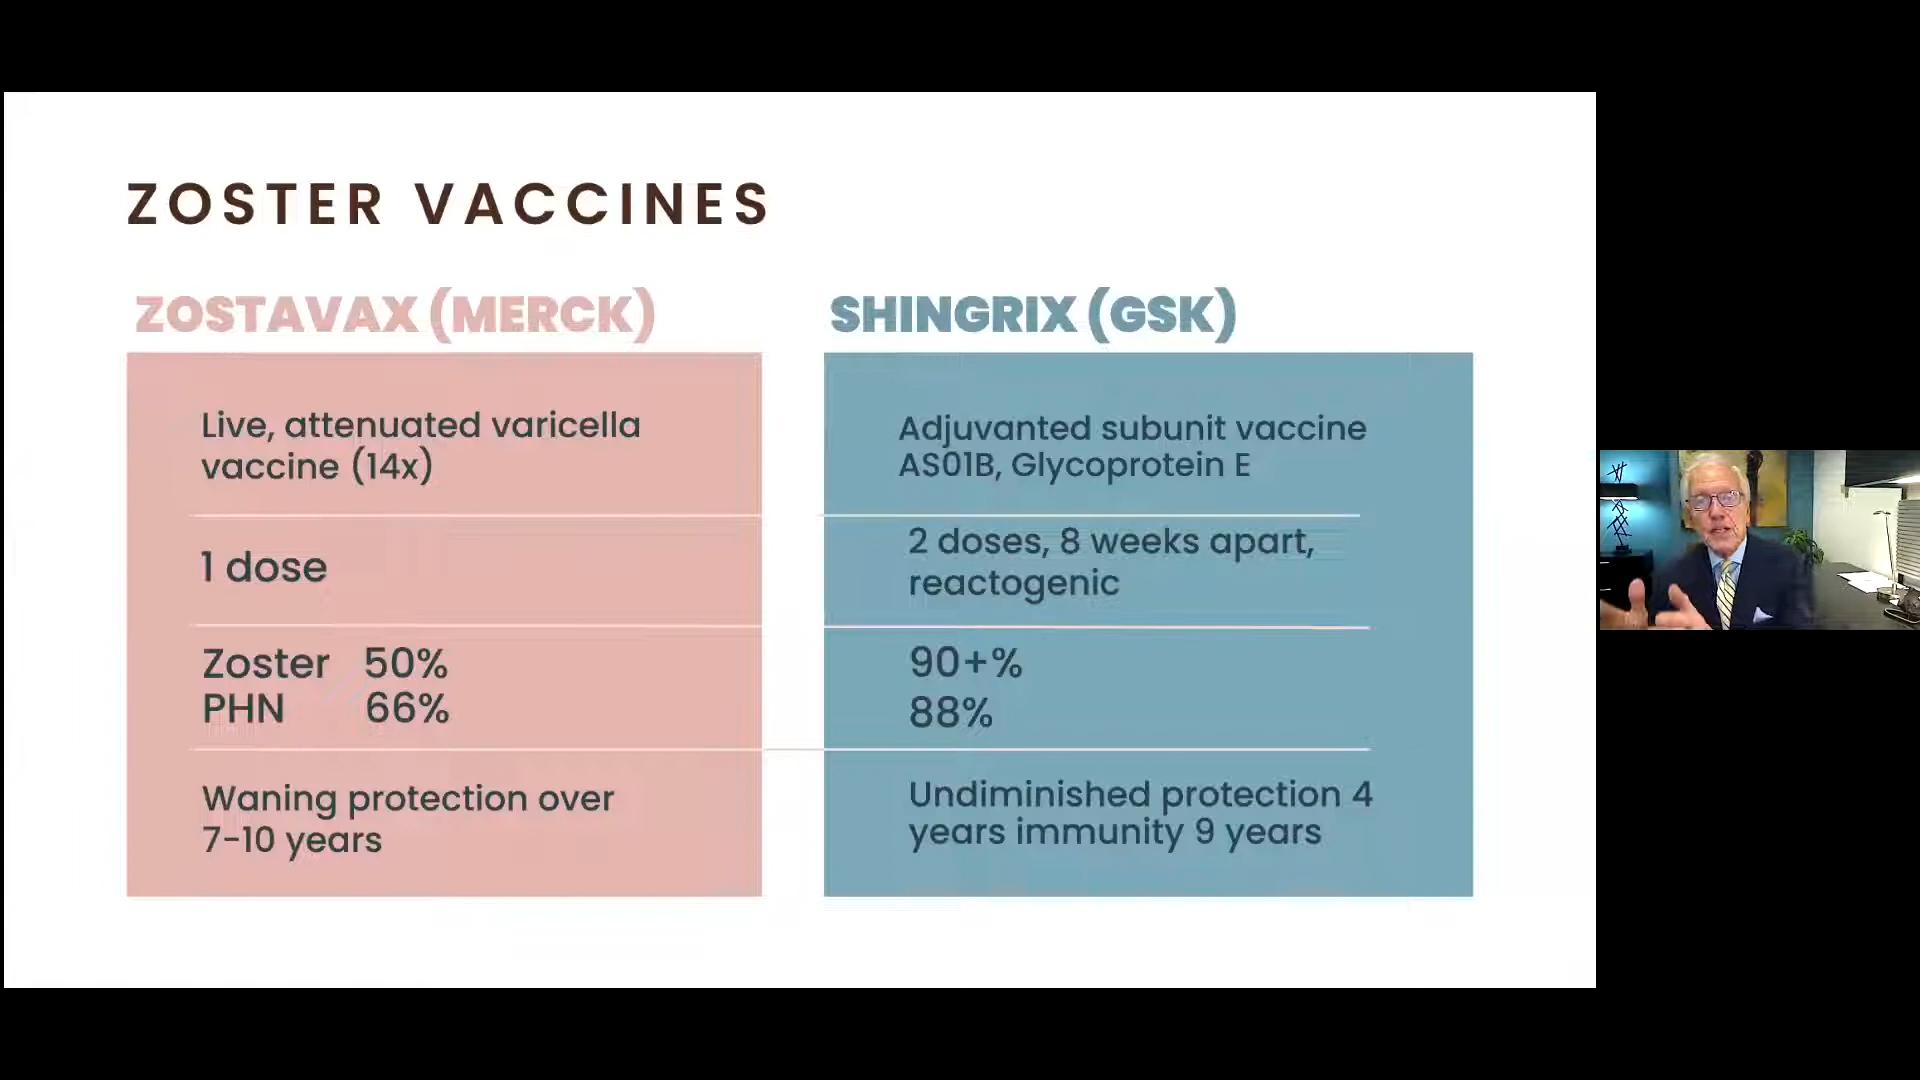 ZOSTER VACCINES
ZOSTAVAX (MERCK)
Live, attenuated varicella
vaccine (14x)
1 dose
Zoster 50%
PHN 66%
Waning protection over
7-10 years
SHINGRIX (GSK)
Adjuvanted subunit vaccine
AS01B, Glycoprotein E
2 doses, 8 weeks apart,
reactogenic
90+%
88%
Undiminished protection 4
years immunity 9 years